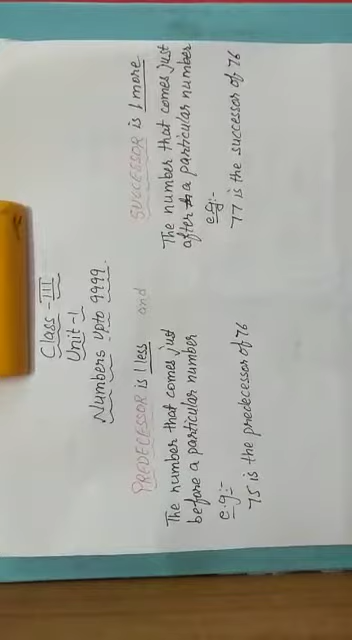 Class - III
Unit - 1
Numbers upto 9999.
PREDECESSOR is 1 less and SUCCESSOR is 1 more
The number that comes just
before a particular number
e.g:-
75 is the predecessor of 76
The number that comes just
after a particular number
e.g:-
77 is the successor of 76